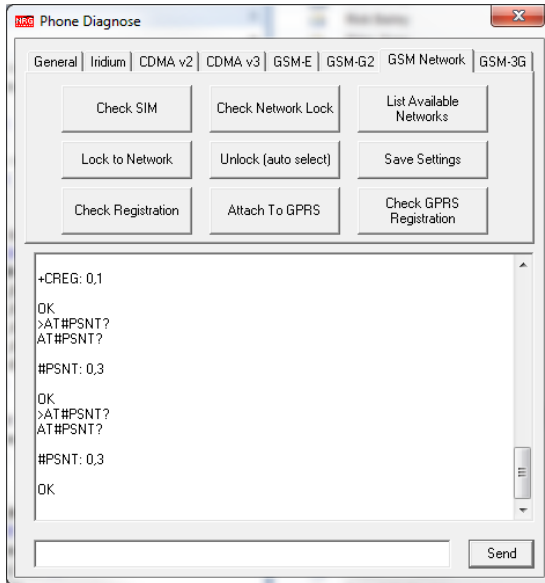 NRG Phone Diagnose
General Iridium CDMA v2 CDMA v3 GSM-E GSM-G2 GSM Network GSM-3G
Check SIM
Check Network Lock
List Available
Networks
Lock to Network
Unlock (auto select)
Save Settings
Check Registration
Attach To GPRS
Check GPRS
Registration
+CREG: 0,1
OK
>AT#PSNT?
AT#PSNT?
#PSNT: 0,3
OK
>AT#PSNT?
AT#PSNT?
#PSNT: 0,3
OK
Send